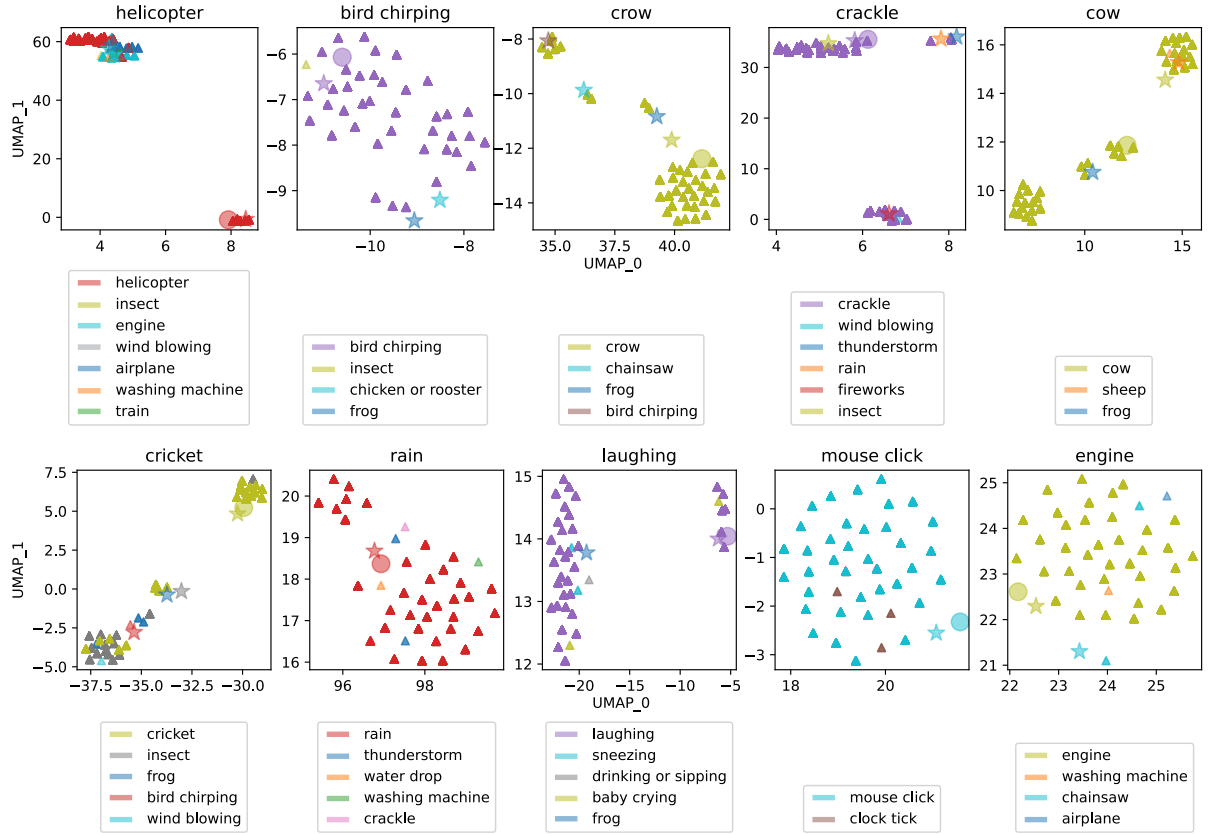 helicopter
bird chirping
crow
crackle
cow
UMAP_1
60
40
20
0
4
6
8
−6
−7
−8
−9
−10
−8
−8
−10
−12
−14
35.0
37.5
40.0
UMAP_0
30
20
10
0
4
6
8
16
14
12
10
10
15
helicopter
insect
engine
wind blowing
airplane
washing machine
train
bird chirping
insect
chicken or rooster
frog
crow
chainsaw
frog
bird chirping
crackle
wind blowing
thunderstorm
rain
fireworks
insect
cow
sheep
frog
cricket
rain
laughing
mouse click
engine
UMAP_1
7.5
5.0
2.5
0.0
−2.5
−5.0
−37.5
−35.0
−32.5
−30.0
20
19
18
17
16
96
98
15
14
13
12
−20
−15
−10
−5
UMAP_0
0
−1
−2
−3
18
20
25
24
23
22
21
22
23
24
25
cricket
insect
frog
bird chirping
wind blowing
rain
thunderstorm
water drop
washing machine
crackle
laughing
sneezing
drinking or sipping
baby crying
frog
mouse click
clock tick
engine
washing machine
chainsaw
airplane